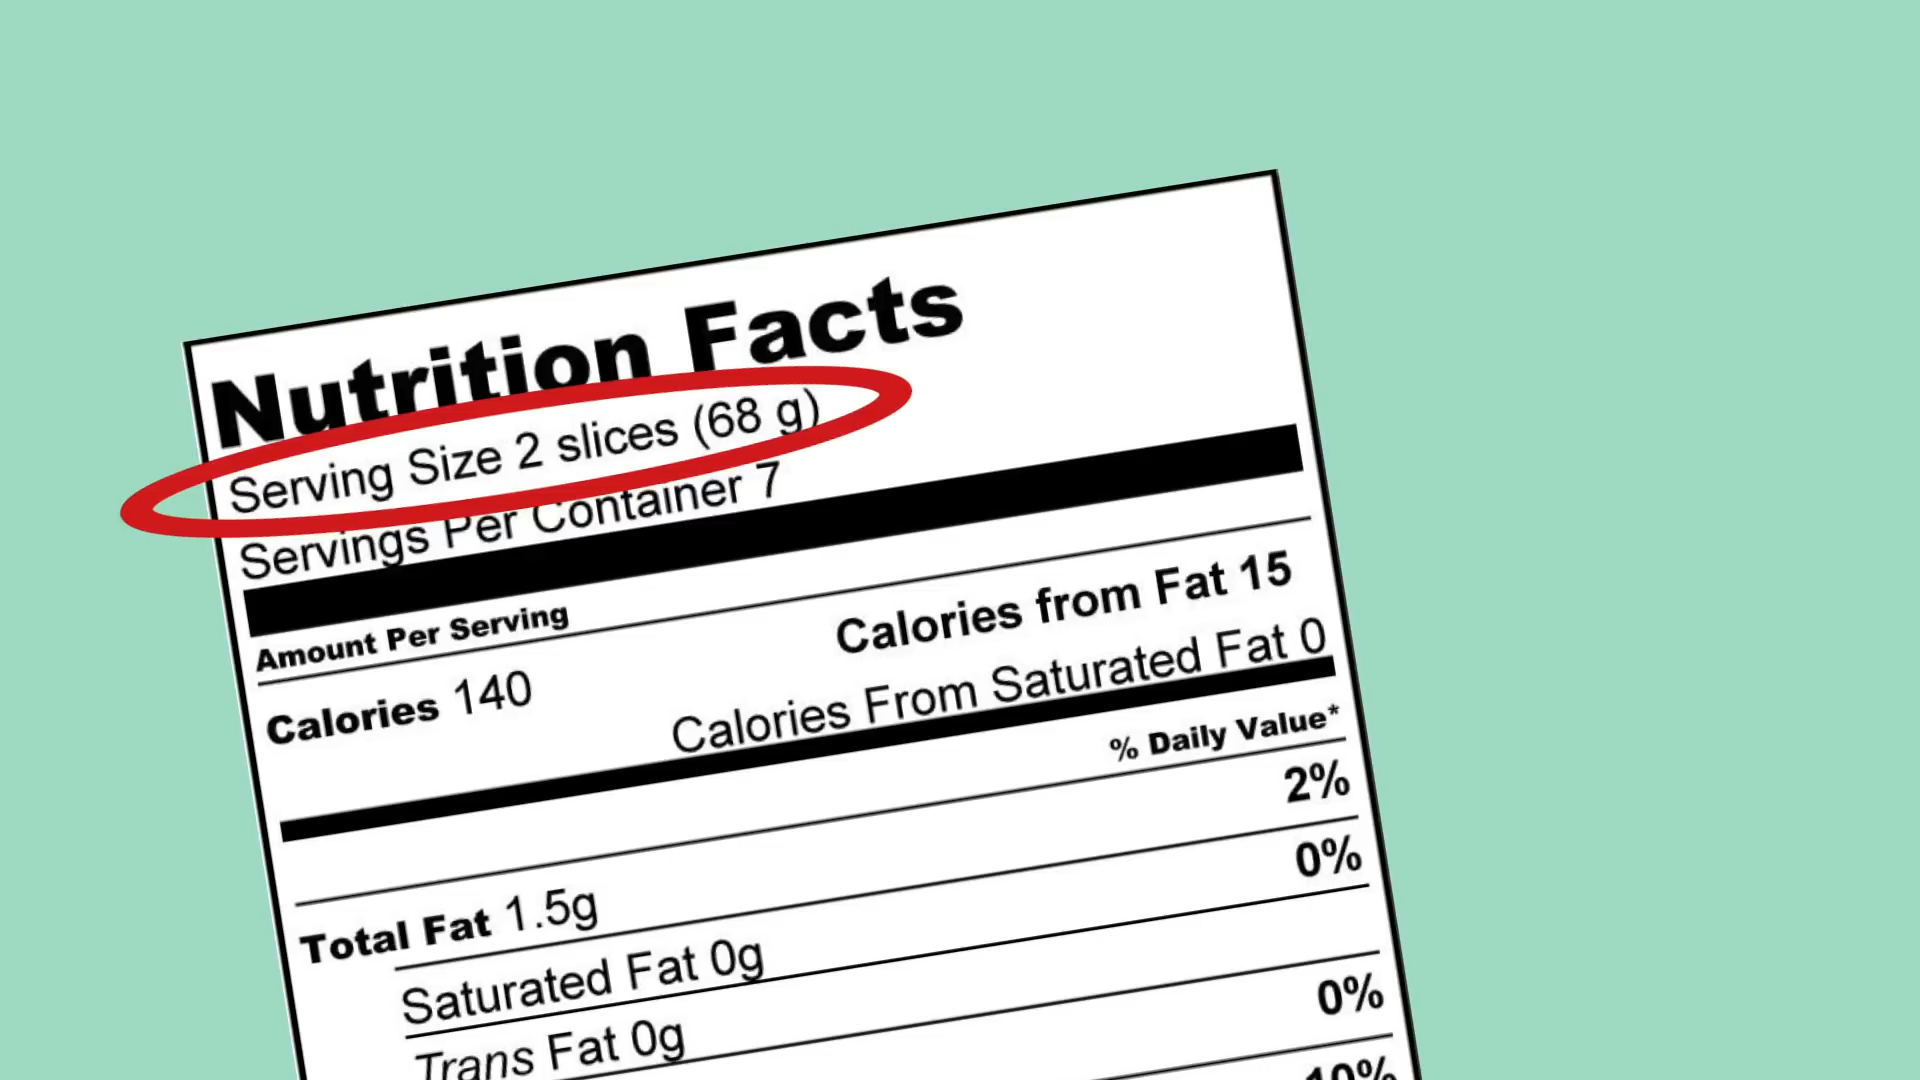 Nutrition Facts
Serving Size 2 slices (68 g)
Servings Per Container 7
Amount Per Serving
Calories 140 Calories from Fat 15
Calories From Saturated Fat 0
% Daily Value*
Total Fat 1.5g 2%
Saturated Fat 0g 0%
Trans Fat 0g
0%
10%